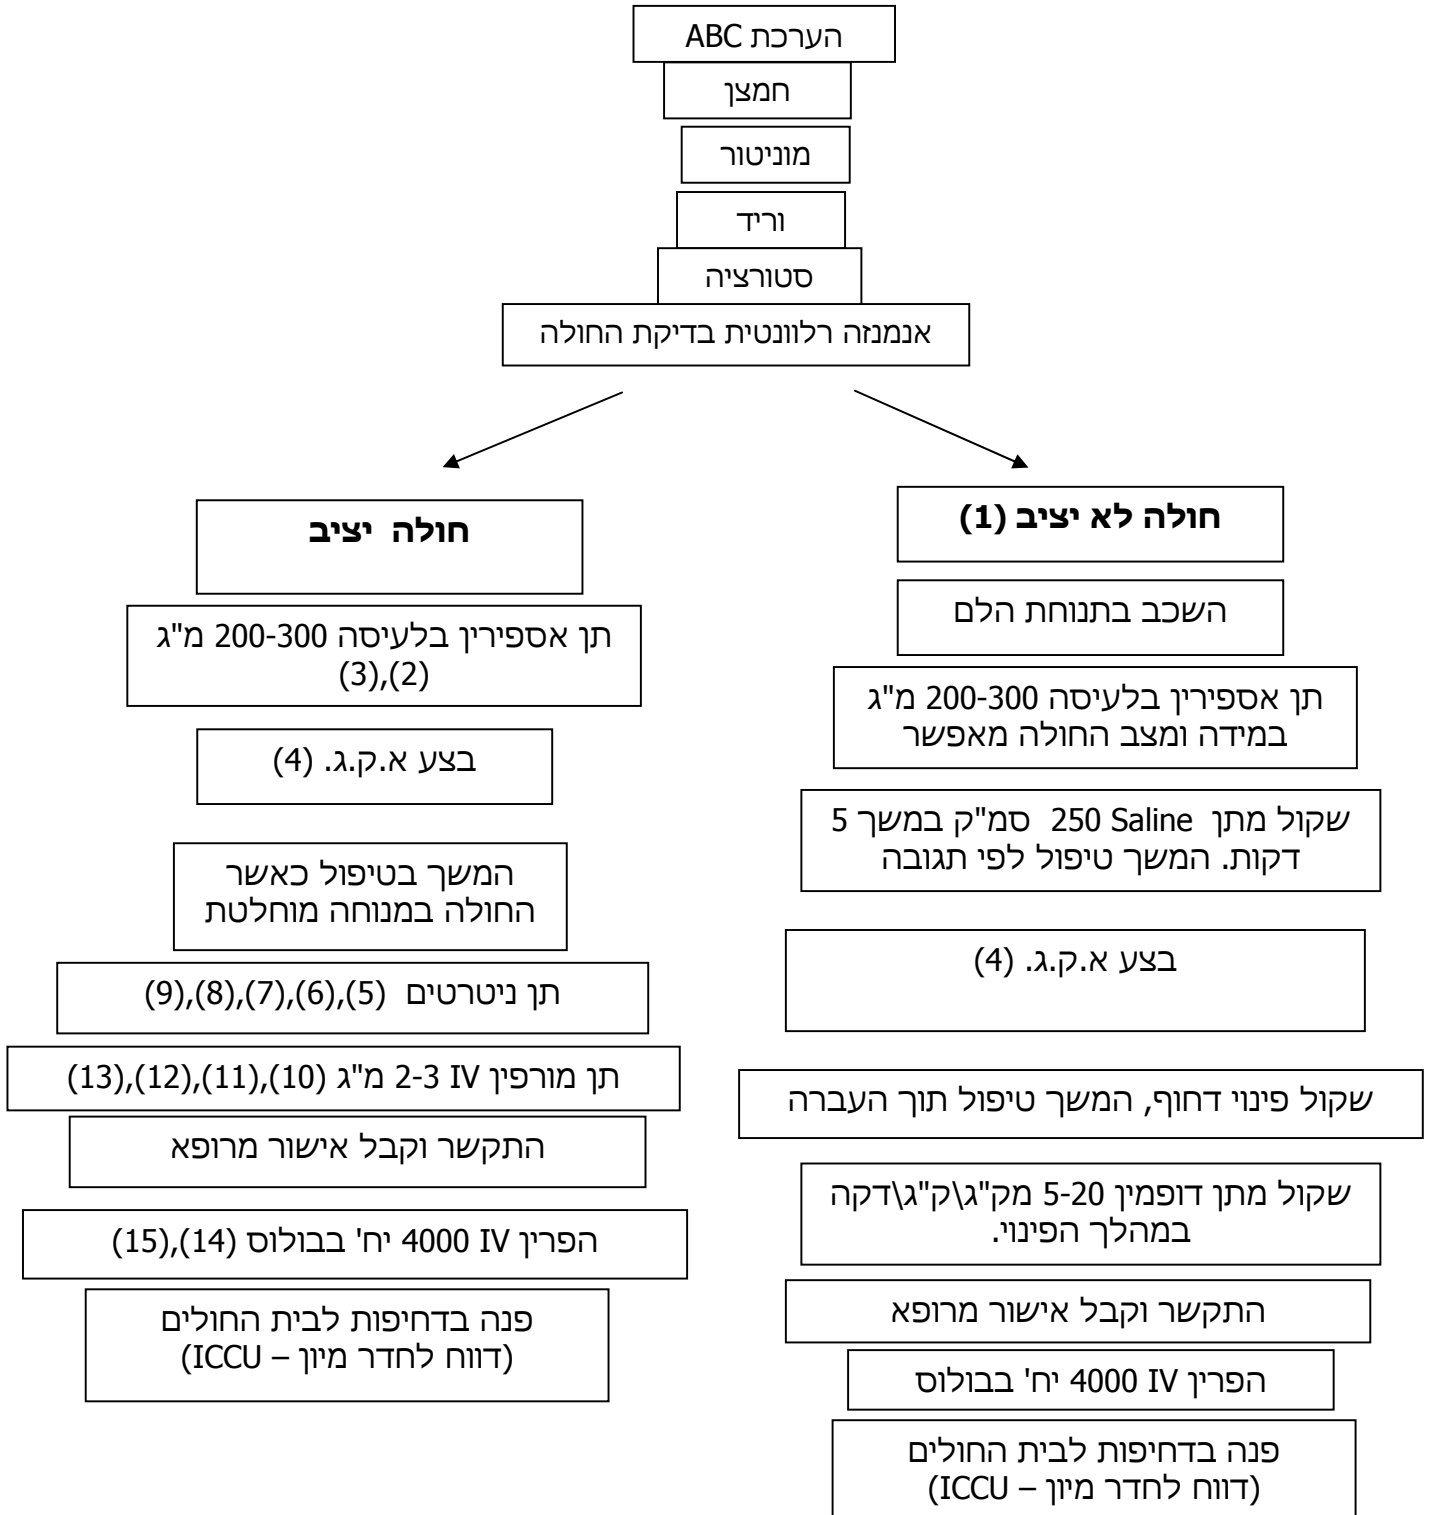 הערכת ABC
חמצן
מוניטור
וריד
סטורציה
אנמנזה רלוונטית בדיקת החולה
חולה לא יציב (1)
השכב בתנוחת הלם
תן אספירין בלעיסה 200-300 מ"ג
במידה ומצב החולה מאפשר
שקול מתן Saline 250 סמ"ק במשך 5
דקות. המשך טיפול לפי תגובה
בצע א.ק.ג. (4)
שקול פינוי דחוף, המשך טיפול תוך העברה
שקול מתן דופמין 5-20 מק"ג\ק"ג\דקה
במהלך הפינוי.
התקשר וקבל אישור מרופא
הפרין IV 4000 יח' בבולוס
פנה בדחיפות לבית החולים
(דווח לחדר מיון – ICCU)
חולה יציב
תן אספירין בלעיסה 200-300 מ"ג
(2),(3)
בצע א.ק.ג. (4)
המשך בטיפול כאשר
החולה במנוחה מוחלטת
תן ניטרטים (5),(6),(7),(8),(9)
תן מורפין IV 2-3 מ"ג (10),(11),(12),(13)
התקשר וקבל אישור מרופא
הפרין IV 4000 יח' בבולוס (14),(15)
פנה בדחיפות לבית החולים
(דווח לחדר מיון – ICCU)